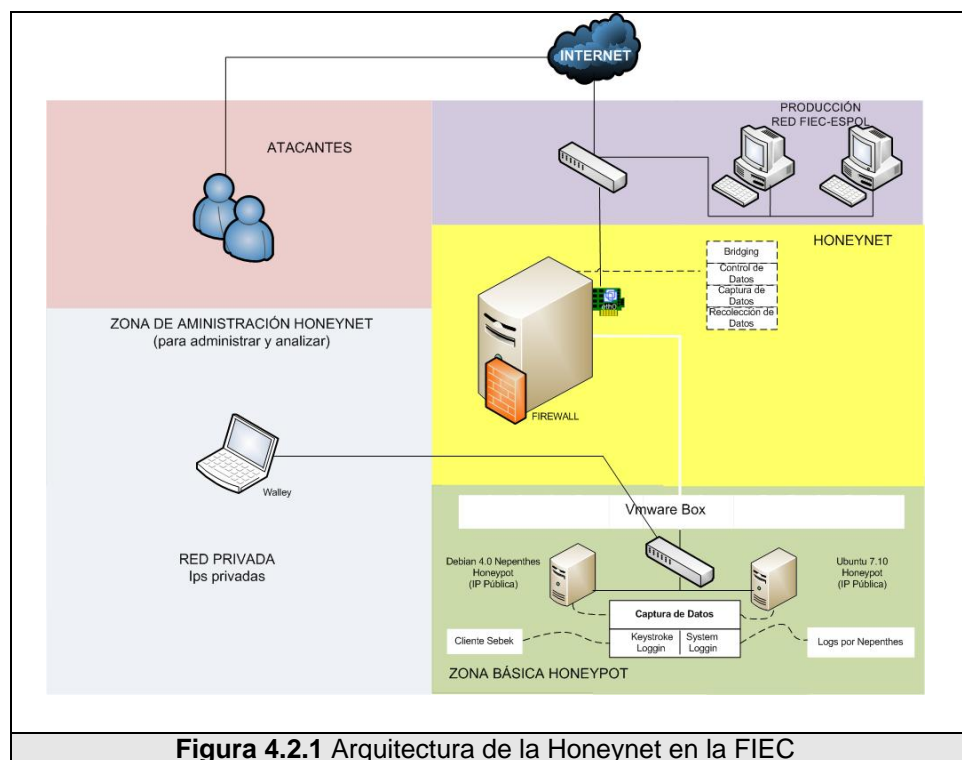 INTERNET
PRODUCCIÓN
RED FIEC-ESPOL
ATACANTES
HONEYNET
Bridging
Control de
Datos
Captura de
Datos
Recolección de
Datos
eth0
FIREWALL
ZONA DE AMINISTRACIÓN HONEYNET
(para administrar y analizar)
Walley
RED PRIVADA
Ips privadas
Vmware Box
Debian 4.0 Nepenthes
Honeypot
(IP Pública)
Ubuntu 7.10
Honeypot
(IP Pública)
Captura de Datos
Cliente Sebek
Keystroke
Loggin
System
Loggin
Logs por Nepenthes
ZONA BÁSICA HONEYPOT
Figura 4.2.1 Arquitectura de la Honeynet en la FIEC